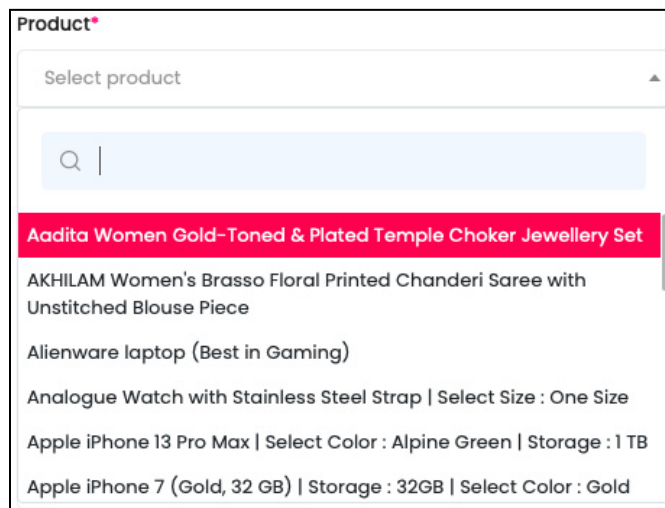 Product*
Select product
Aadita Women Gold-Toned & Plated Temple Choker Jewellery Set
AKHILAM Women's Brasso Floral Printed Chanderi Saree with
Unstitched Blouse Piece
Alienware laptop (Best in Gaming)
Analogue Watch with Stainless Steel Strap | Select Size : One Size
Apple iPhone 13 Pro Max | Select Color : Alpine Green | Storage : 1 TB
Apple iPhone 7 (Gold, 32 GB) | Storage : 32GB | Select Color : Gold